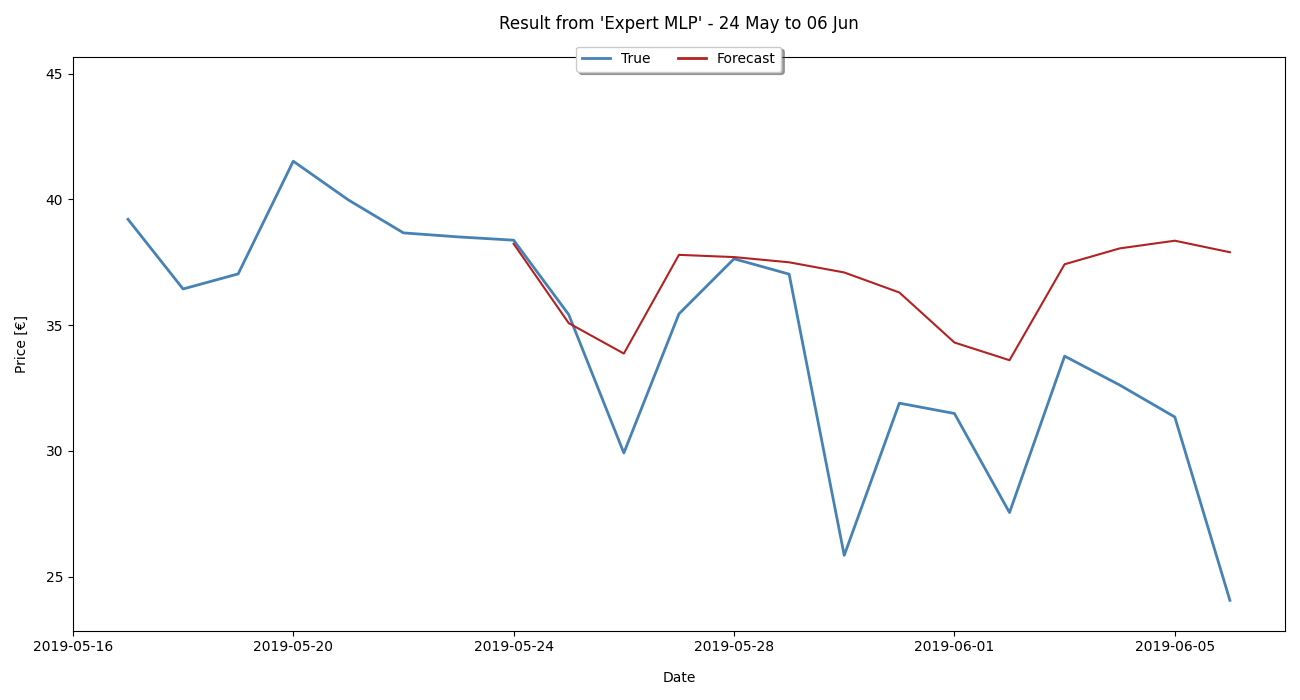 Result from 'Expert MLP' - 24 May to 06 Jun
True Forecast
45
40
35
30
25
Price [€]
2019-05-16 2019-05-20 2019-05-24 2019-05-28 2019-06-01 2019-06-05
Date